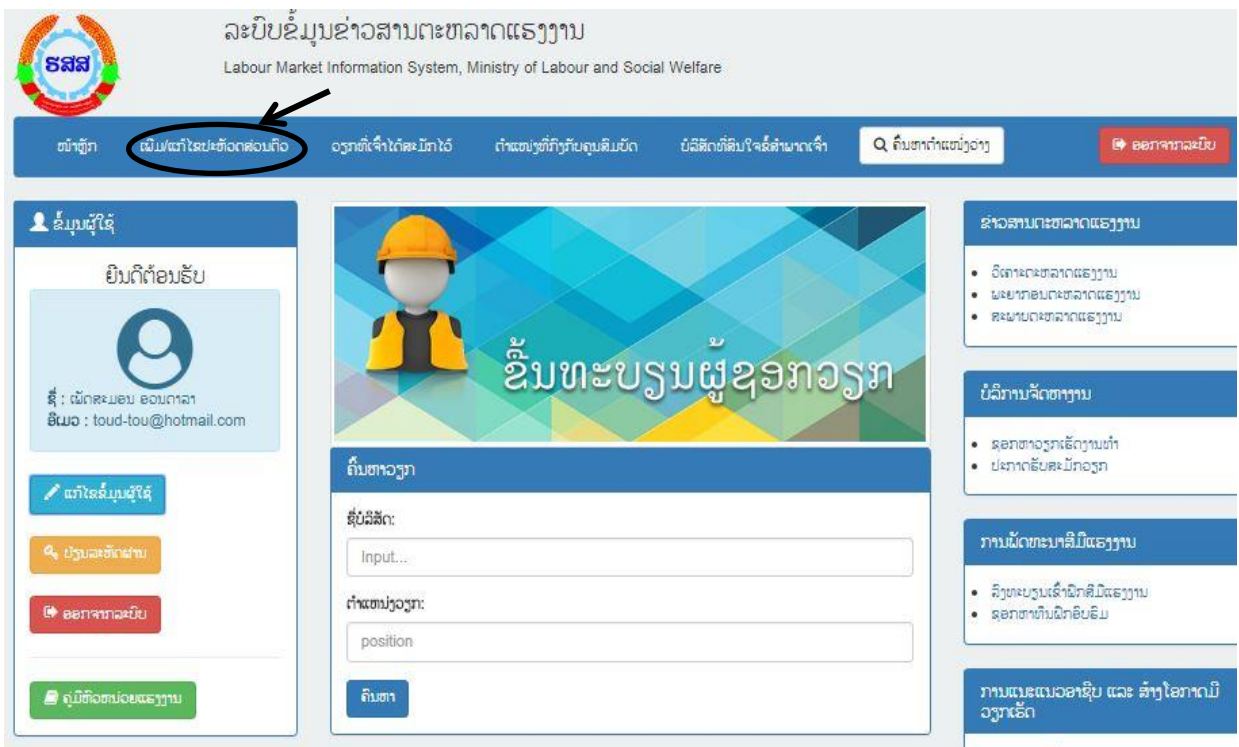 ລະບົບຂໍ້ມູນຂ່າວສານຕະຫລາດແຮງງານ
Labour Market Information System, Ministry of Labour and Social Welfare
ຮສສ
ໜ້າຫຼັກ
ເພີ່ມ/ແກ້ໄຂປະຫັວດສ່ວນຕົວ
ວຽກທີ່ເຈົ້າໄດ້ສະມັກໄວ້
ຕຳແໜ່ງທີ່ກົງກັບຄຸນສົມບັດ
ບໍລິສັດທີ່ສົນໃຈຂໍ້ສຳພາດເຈົ້າ
ຄົ້ນຫາຕຳແໜ່ງວ່າງ
ອອກຈາກລະບົບ
ຂໍ້ມຸນຜູ້ໃຊ້
ຍິນດີຕ້ອນຮັບ
ຊື່ : ເພັດສະມອນ ອອນດາລາ
ອີເມວ : toud-tou@hotmail.com
ແກ້ໄຂຂໍ້ມຸນຜູ້ໃຊ້
ປ່ຽນລະຫັດຜ່ານ
ອອກຈາກລະບົບ
ຄູ່ມືຫົວຫນ່ວຍແຮງງານ
ຂຶ້ນທະບຽນຜູ້ຊອກວຽກ
ຄົ້ນຫາວຽກ
ຊື່ບໍລິສັດ:
Input...
ຕຳແຫນ່ງວຽກ:
position
ຄົ້ນຫາ
ຂ່າວສານຕະຫລາດແຮງງານ
ວິເຄາະຕະຫລາດແຮງງານ
ພະຍາກອນຕະຫລາດແຮງງານ
ສະພາບຕະຫລາດແຮງງານ
ບໍລິການຈັດຫາງານ
ຊອກຫາວຽກເຮັດງານທຳ
ປະກາດຮັບສະມັກວຽກ
ການພັດທະນາສີມືແຮງງານ
ລົງທະບຽນເຂົ້າຝຶກສີມືແຮງງານ
ຊອກຫາທຶນຝຶກອົບຮົມ
ການແນະແນວອາຊີບ ແລະ ສ້າງໂອກາດມີ
ວຽກເຮັດ